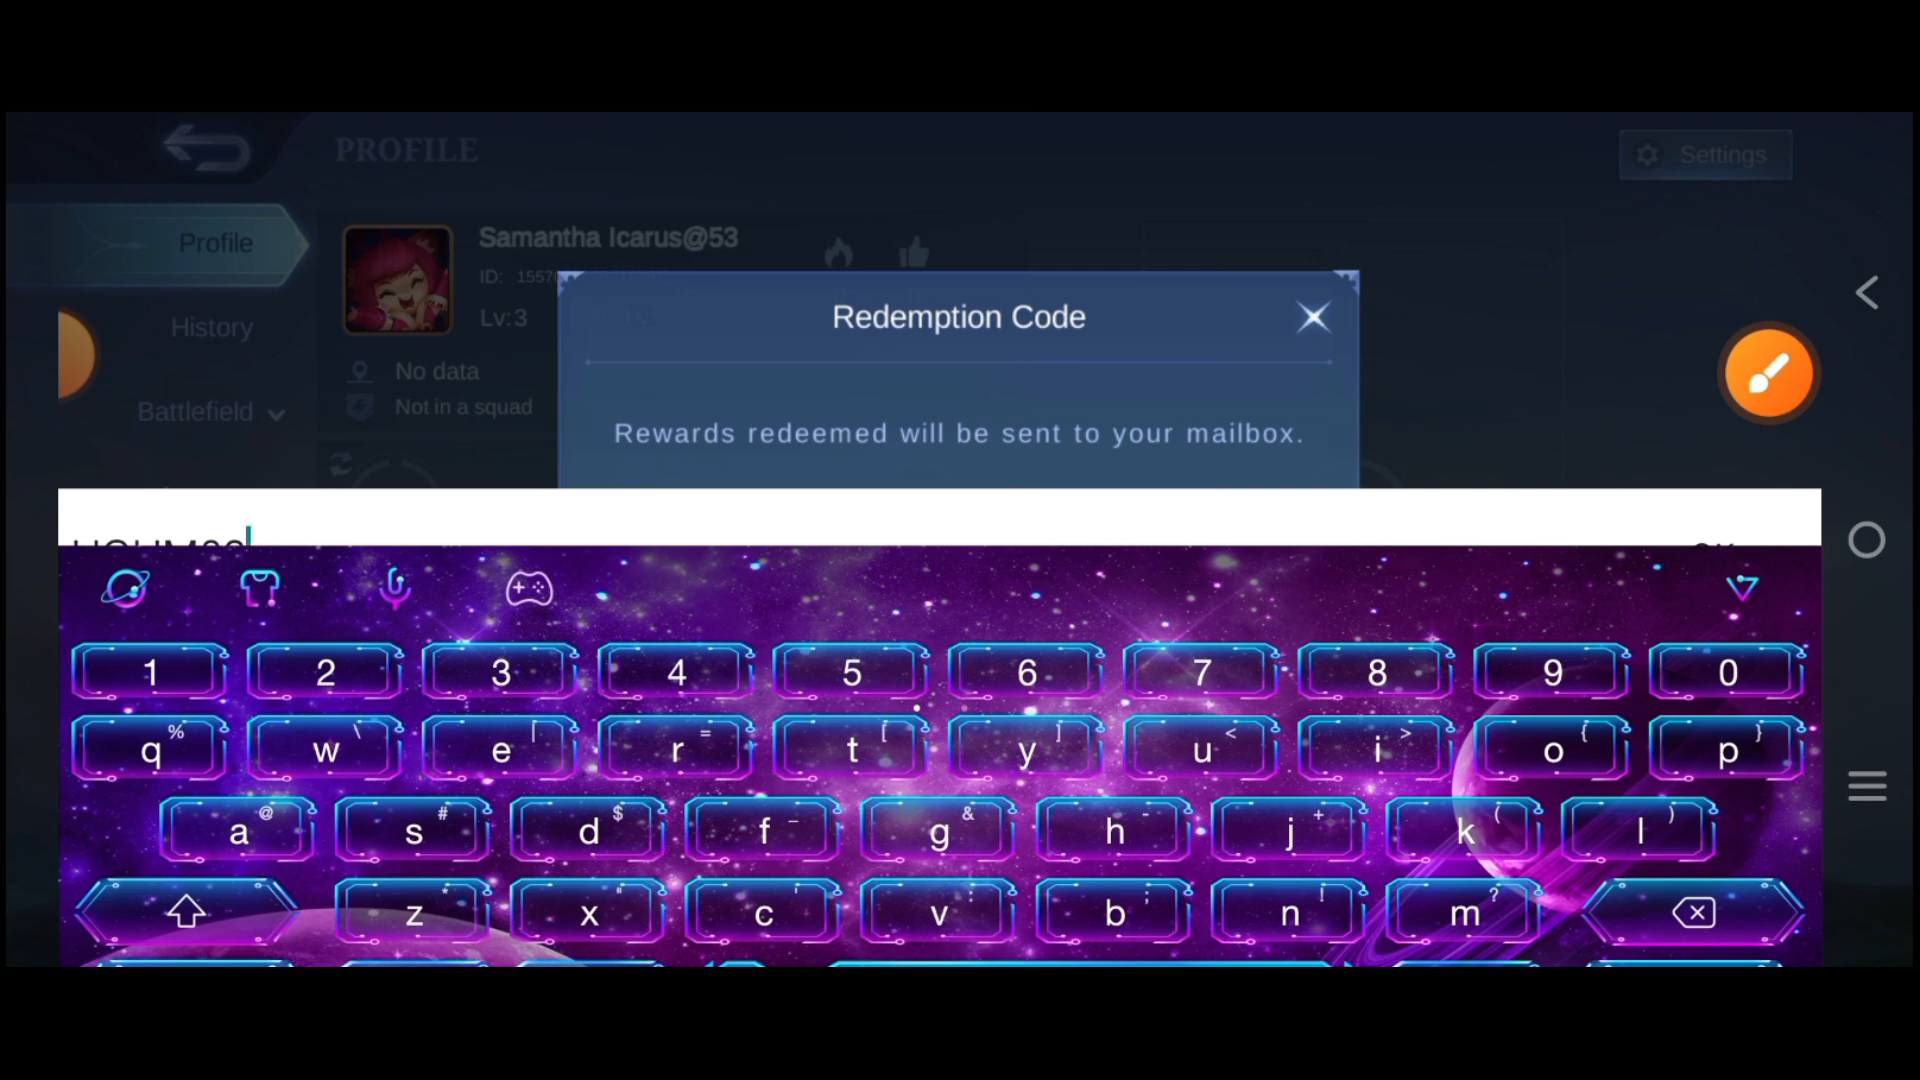 PROFILE
Settings
Profile
Samantha Icarus@53
ID: 1557
History
Lv:3
Redemption Code
No data
Battlefield
Not in a squad
Rewards redeemed will be sent to your mailbox.
1 2 3 4 5 6 7 8 9 0
% \ | = [ ] < > { }
q w e r t y u i o p
@ # $ _ & - + ( )
a s d f g h j k l
* " ' : ; ! ?
z x c v b n m